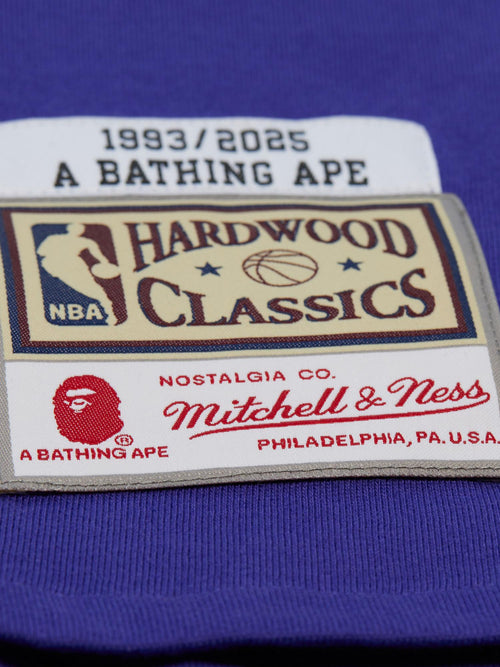 1993/2025
A BATHING APE
HARDWOOD
CLASSICS
NBA
NOSTALGIA CO.
Mitchell & Ness
PHILADELPHIA, PA. U.S.A.
®
A BATHING APE